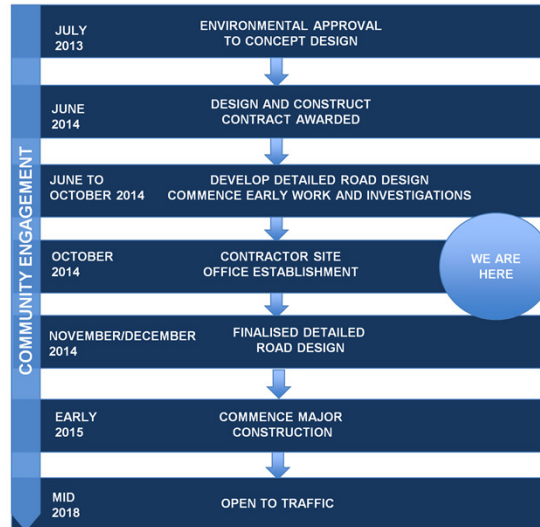 COMMUNITY ENGAGEMENT
JULY
2013
ENVIRONMENTAL APPROVAL
TO CONCEPT DESIGN
JUNE
2014
DESIGN AND CONSTRUCT
CONTRACT AWARDED
JUNE TO
OCTOBER 2014
DEVELOP DETAILED ROAD DESIGN
COMMENCE EARLY WORK AND INVESTIGATIONS
OCTOBER
2014
CONTRACTOR SITE
OFFICE ESTABLISHMENT
WE ARE
HERE
NOVEMBER/DECEMBER
2014
FINALISED DETAILED
ROAD DESIGN
EARLY
2015
COMMENCE MAJOR
CONSTRUCTION
MID
2018
OPEN TO TRAFFIC